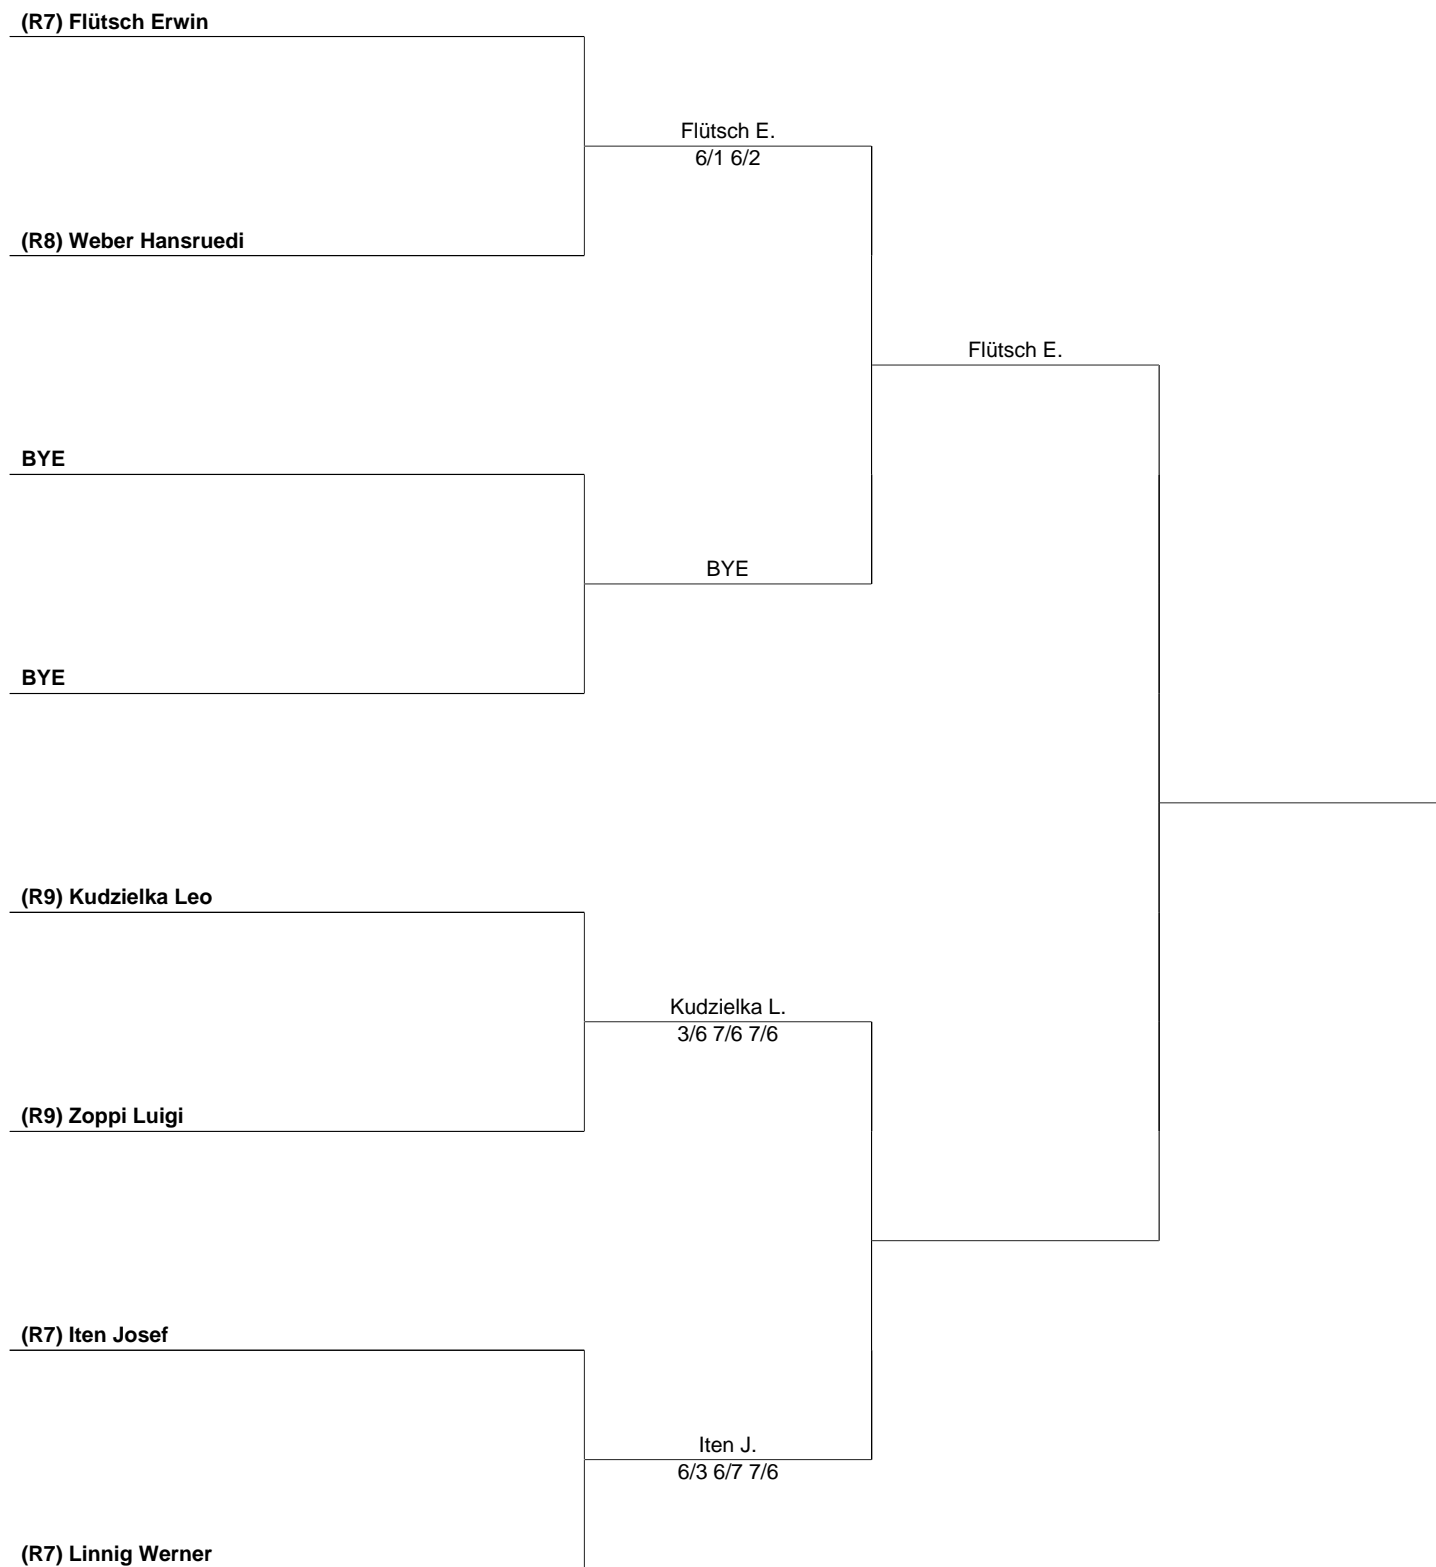 (R7) Flütsch Erwin
Flütsch E.
6/1 6/2
(R8) Weber Hansruedi
Flütsch E.
BYE
BYE
BYE
(R9) Kudzielka Leo
Kudzielka L.
3/6 7/6 7/6
(R9) Zoppi Luigi
(R7) Iten Josef
Iten J.
6/3 6/7 7/6
(R7) Linnig Werner